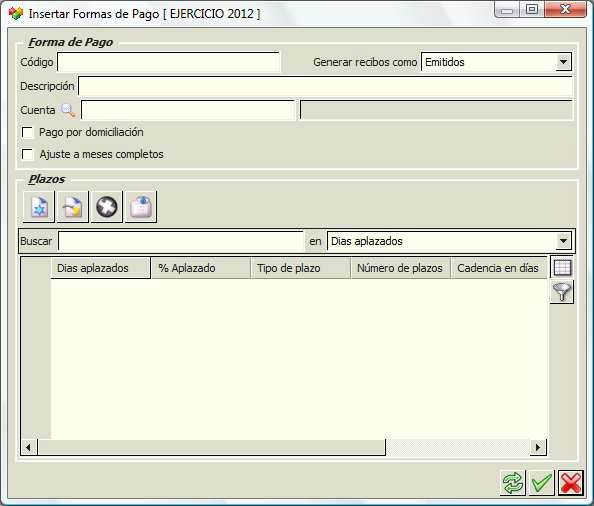 Insertar Formas de Pago [ EJERCICIO 2012 ]
Forma de Pago
Código Generar recibos como Emitidos
Descripción
Cuenta
Pago por domiciliación
Ajuste a meses completos
Plazos
Buscar en Dias aplazados
Dias aplazados % Aplazado Tipo de plazo Número de plazos Cadencia en días